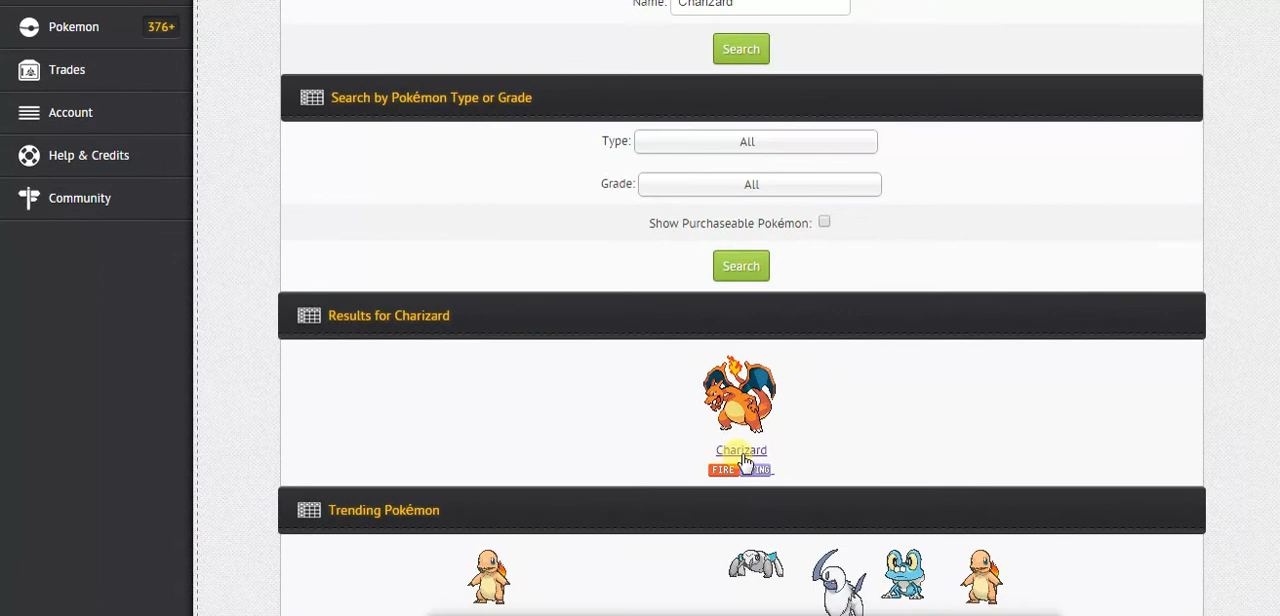 Name: Charizard
Pokemon 376+
Search
Trades
Search by Pokémon Type or Grade
Account
Type: All
Help & Credits
Grade: All
Community
Show Purchaseable Pokémon:
Search
Results for Charizard
Charizard
FIRE
Trending Pokémon